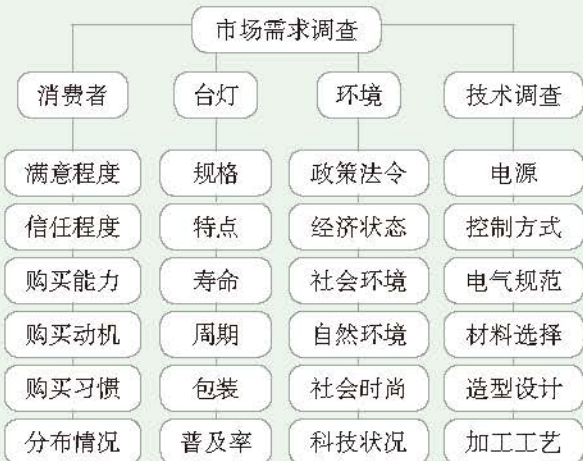 市场需求调查
消费者 台灯 环境 技术调查
满意程度 规格 政策法令 电源
信任程度 特点 经济状态 控制方式
购买能力 寿命 社会环境 电气规范
购买动机 周期 自然环境 材料选择
购买习惯 包装 社会时尚 造型设计
分布情况 普及率 科技状况 加工工艺